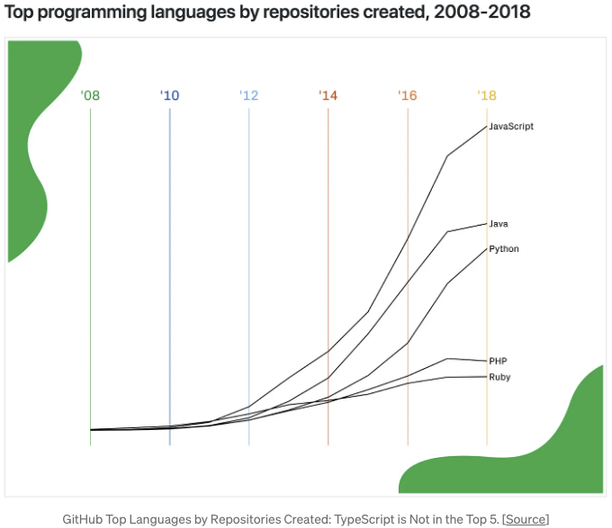 Top programming languages by repositories created, 2008-2018
'08 '10 '12 '14 '16 '18
JavaScript
Java
Python
PHP
Ruby
GitHub Top Languages by Repositories Created: TypeScript is Not in the Top 5. [Source]